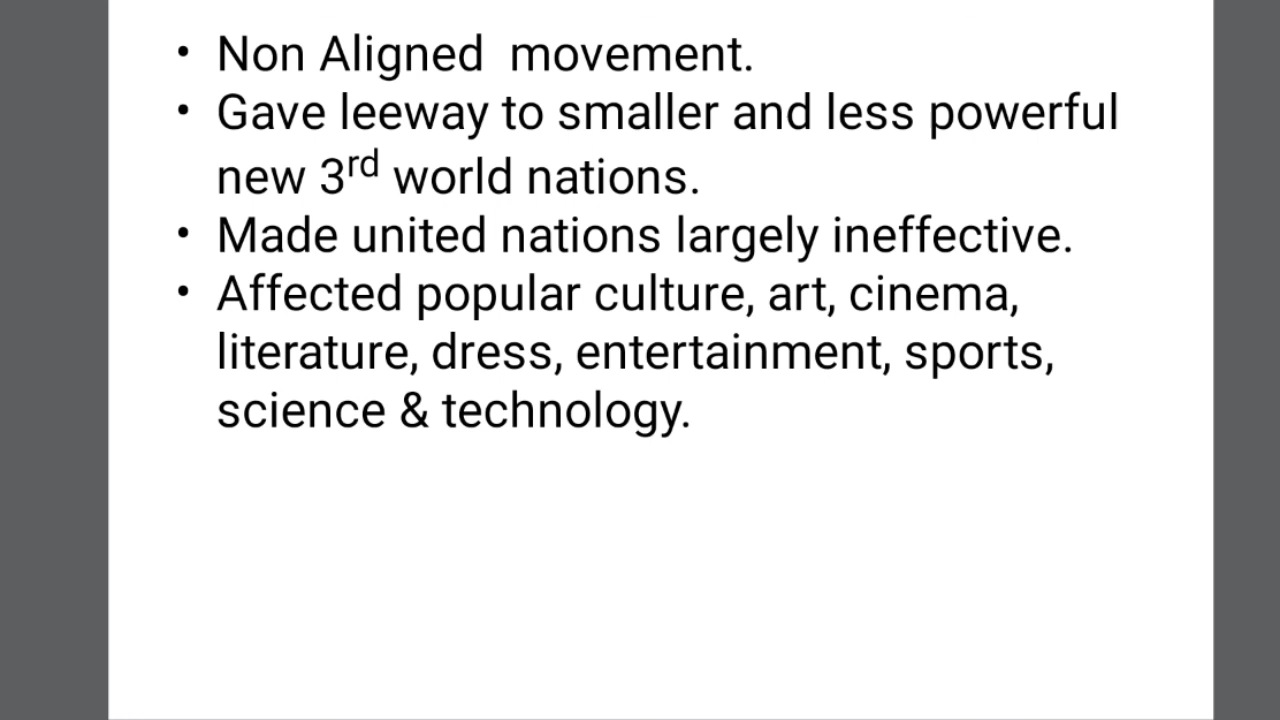 • Non Aligned  movement.
• Gave leeway to smaller and less powerful
new 3rd world nations.
• Made united nations largely ineffective.
• Affected popular culture, art, cinema,
literature, dress, entertainment, sports,
science & technology.